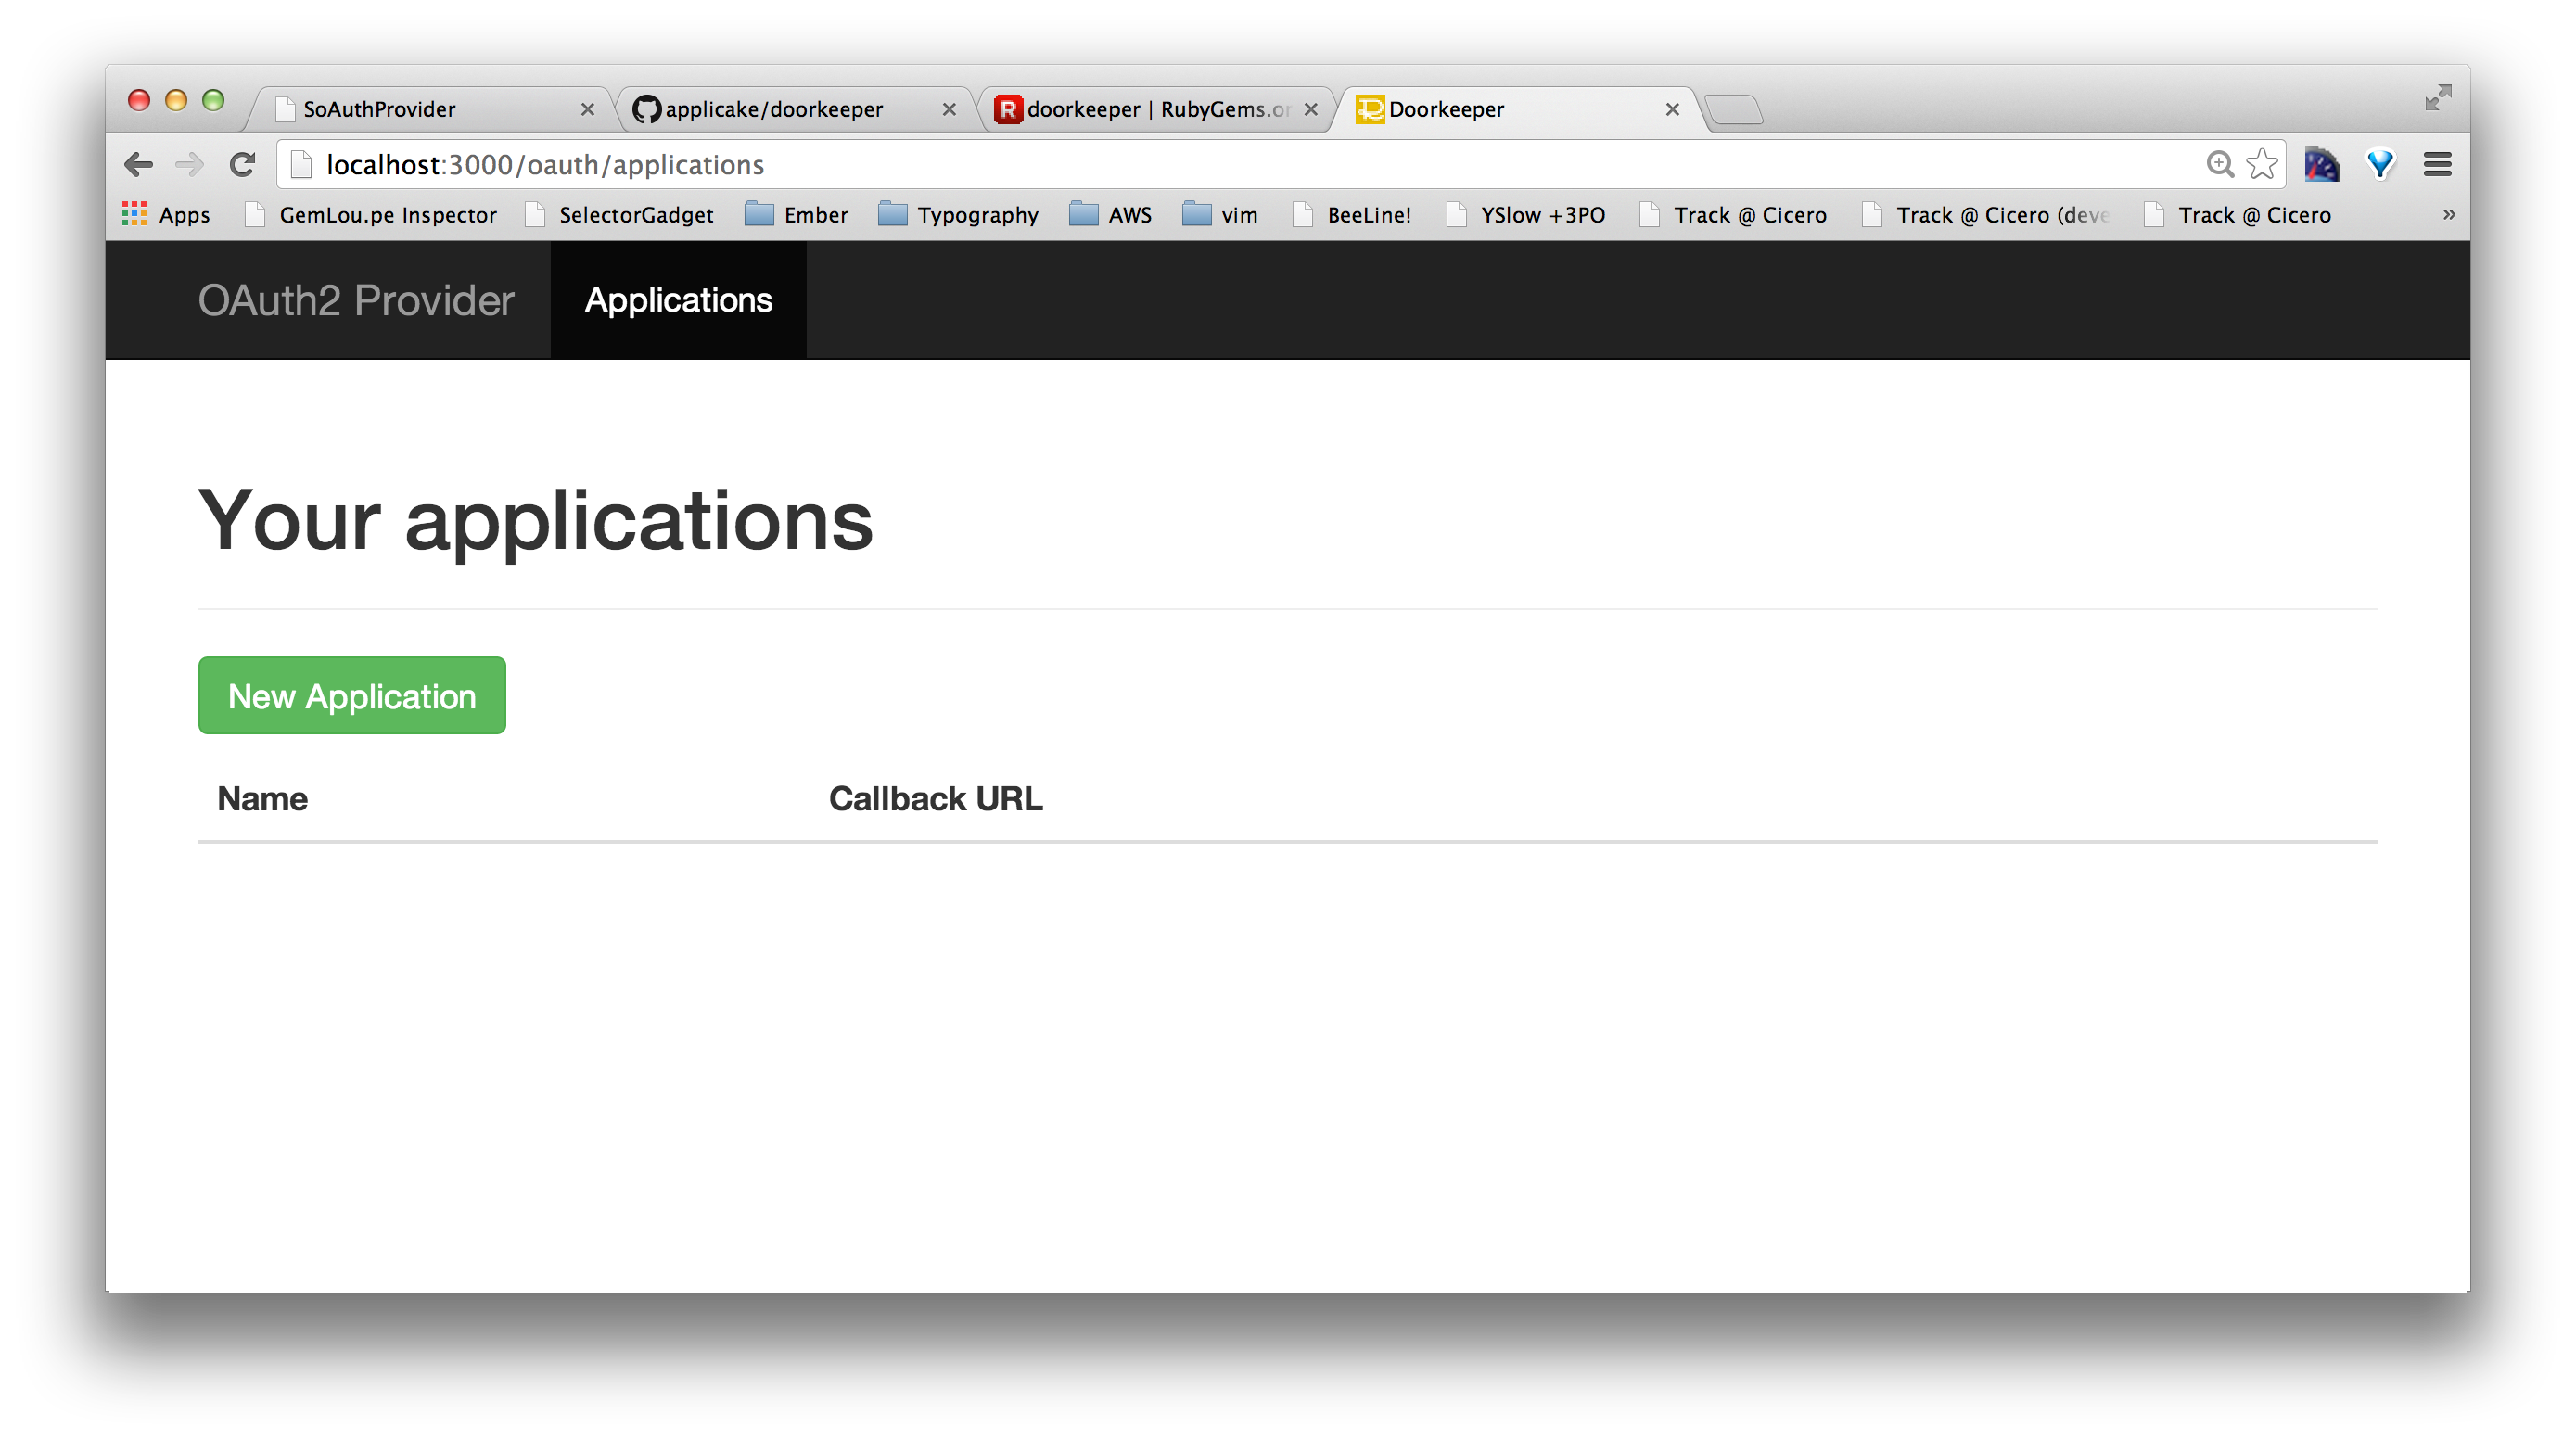 SoAuthProvider
applicake/doorkeeper
doorkeeper | RubyGems.or
Doorkeeper
localhost:3000/oauth/applications
Apps GemLou.pe Inspector SelectorGadget Ember Typography AWS vim BeeLine! YSlow +3PO Track @ Cicero Track @ Cicero (deve Track @ Cicero »
OAuth2 Provider Applications
Your applications
New Application
Name Callback URL